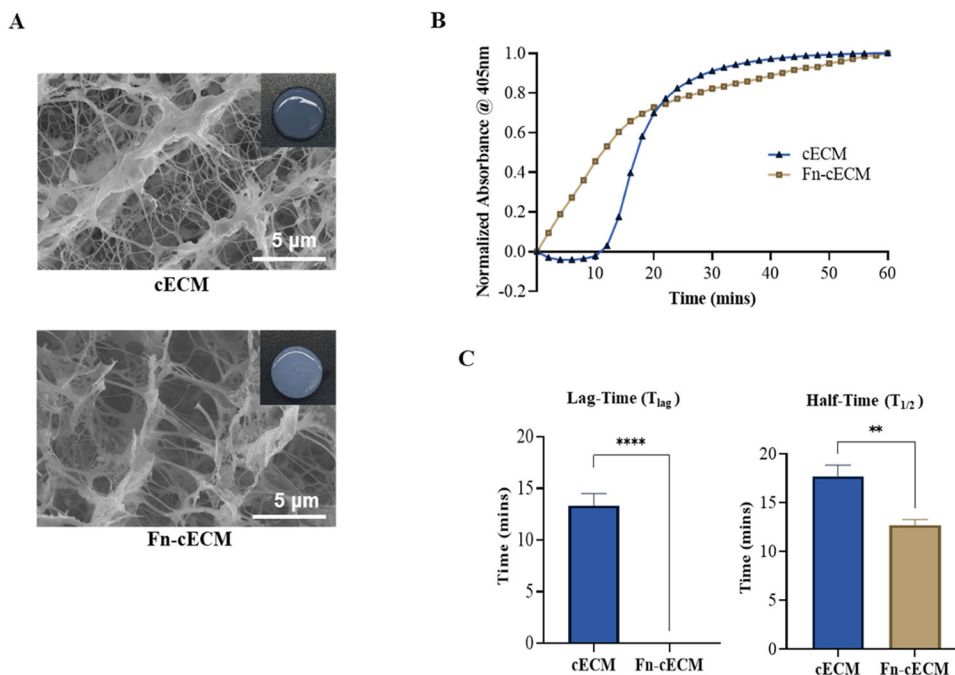 A
5 µm
cECM
5 µm
Fn-cECM
B
Normalized Absorbance @ 405nm
1.0
0.8
0.6
0.4
0.2
0.0
-0.2
10
20
30
40
50
60
Time (mins)
cECM
Fn-cECM
C
Lag-Time (Tlag)
****
Time (mins)
20
15
10
5
0
cECM
Fn-cECM
Half-Time (T1/2)
**
Time (mins)
20
15
10
5
0
cECM
Fn-cECM